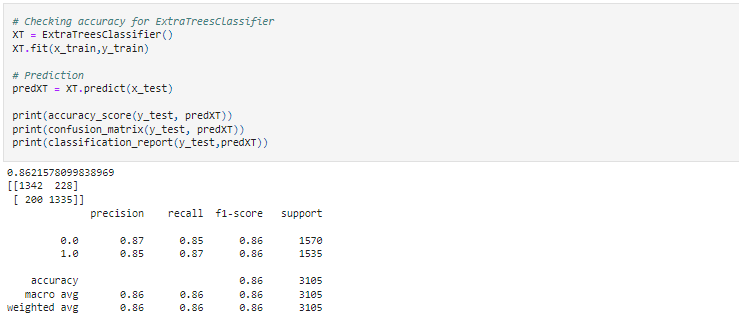 # Checking accuracy for ExtraTreesClassifier
XT = ExtraTreesClassifier()
XT.fit(x_train,y_train)
# Prediction
predXT = XT.predict(x_test)
print(accuracy_score(y_test, predXT))
print(confusion_matrix(y_test, predXT))
print(classification_report(y_test,predXT))
0.8621578099838969
[[1342  228]
 [ 200 1335]]
              precision    recall  f1-score   support
         0.0       0.87      0.85      0.86      1570
         1.0       0.85      0.87      0.86      1535
    accuracy                           0.86      3105
   macro avg       0.86      0.86      0.86      3105
weighted avg       0.86      0.86      0.86      3105